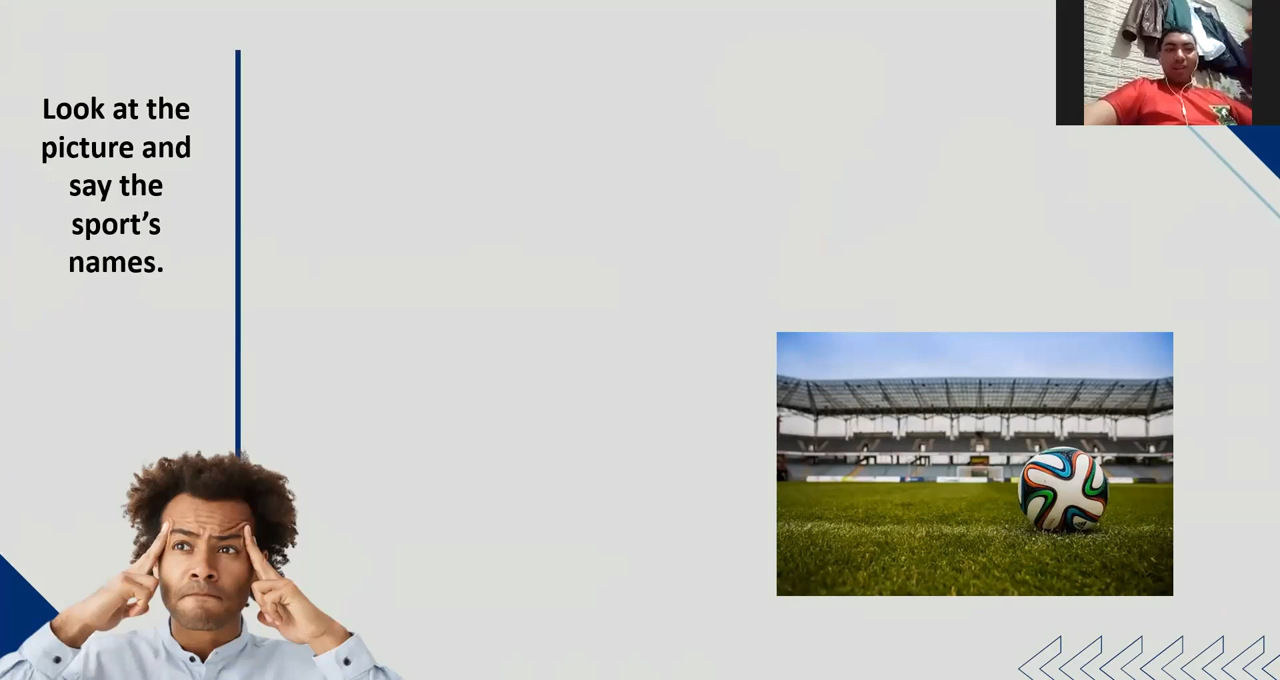 Look at the
picture and
say the
sport’s
names.